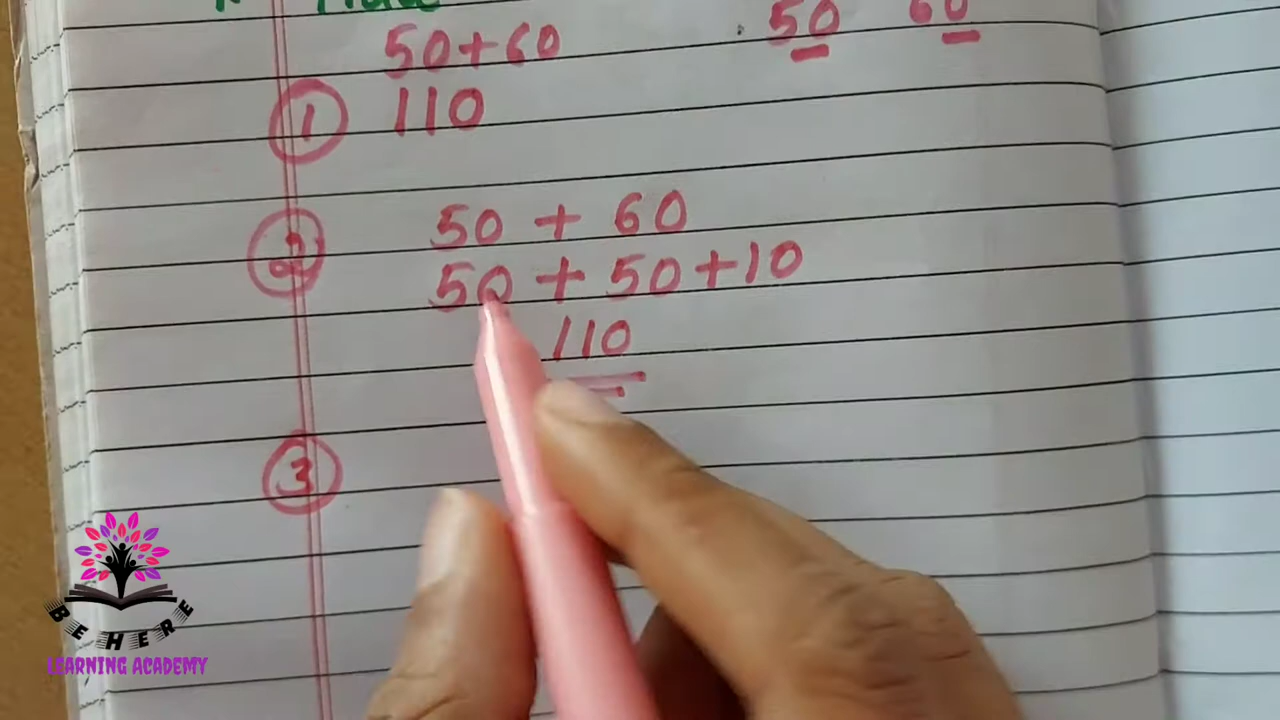 50 60
50+60
① 110
② 50 + 60
50 + 50 + 10
110
③
BE HERE
LEARNING ACADEMY